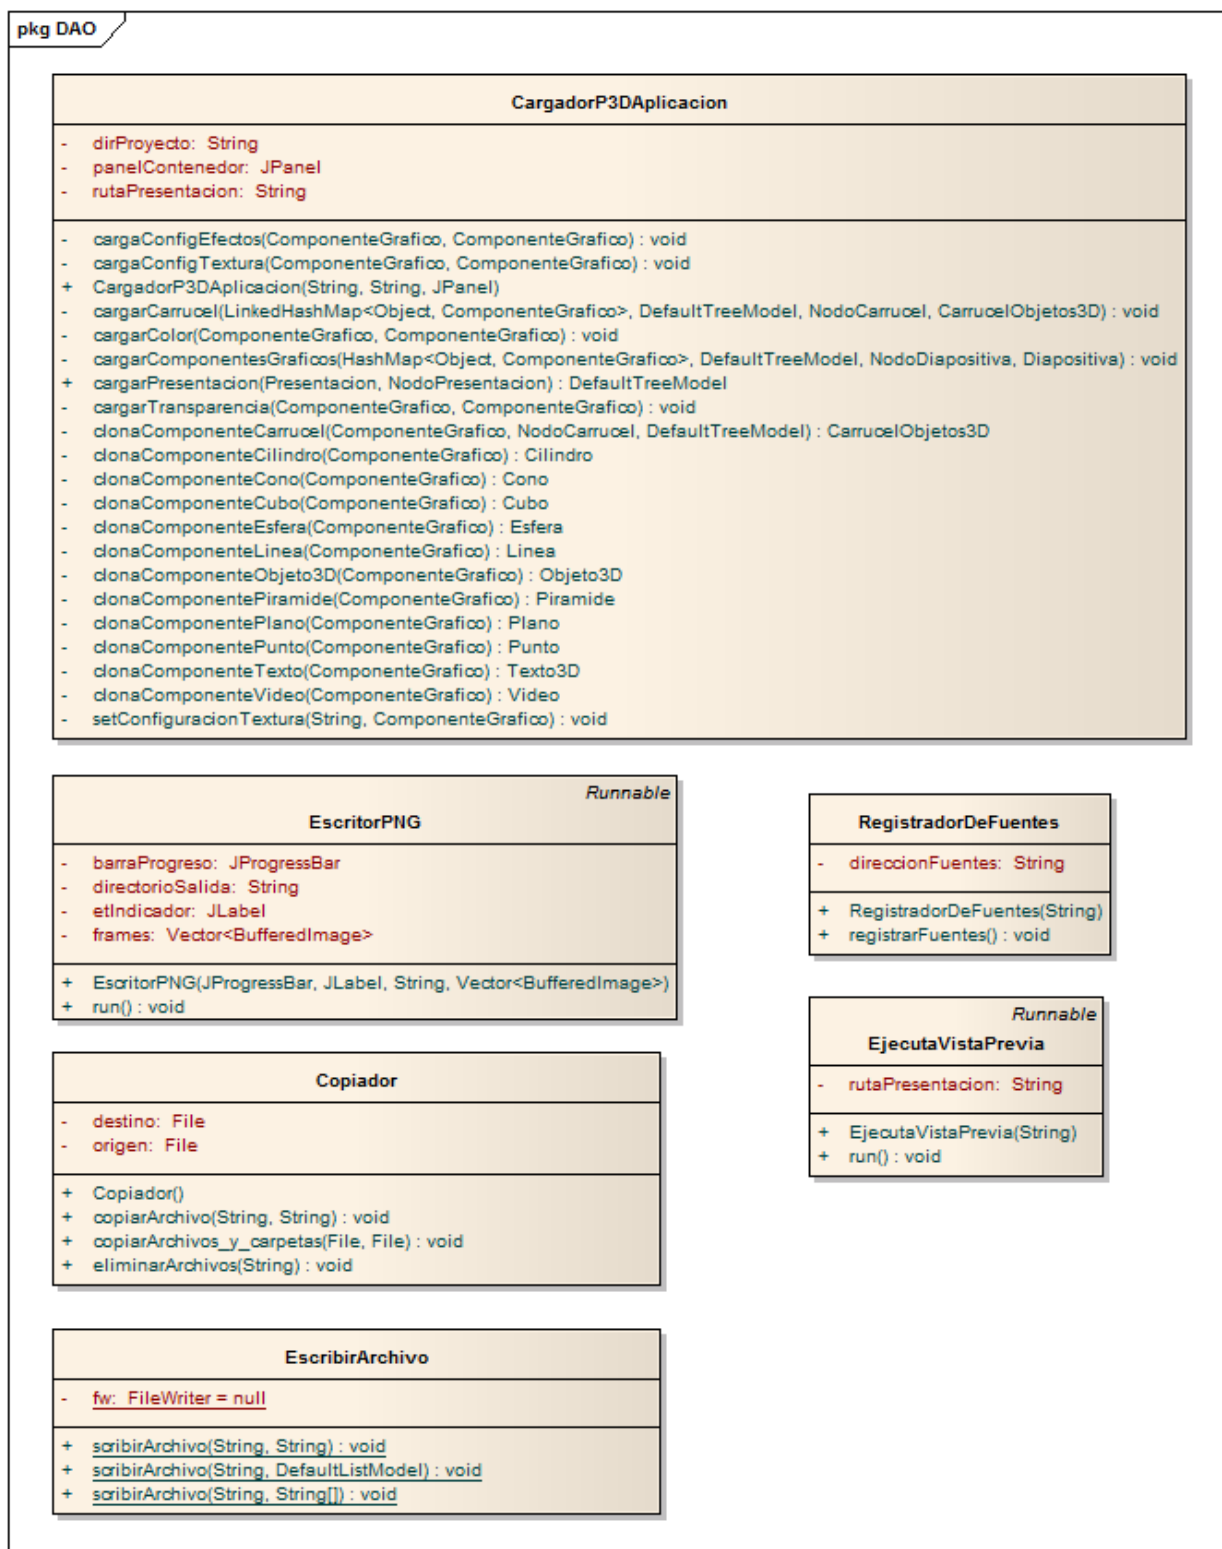 pkg DAO
CargadorP3DAplicacion
- dirProyecto: String
- panelContenedor: JPanel
- rutaPresentacion: String
- cargaConfigEfectos(ComponenteGrafico, ComponenteGrafico) : void
- cargaConfigTextura(ComponenteGrafico, ComponenteGrafico) : void
+ CargadorP3DAplicacion(String, String, JPanel)
- cargarCarrucel(LinkedHashMap<Object, ComponenteGrafico>, DefaultTreeModel, NodoCarrucel, CarrucelObjetos3D) : void
- cargarColor(ComponenteGrafico, ComponenteGrafico) : void
- cargarComponentesGraficos(HashMap<Object, ComponenteGrafico>, DefaultTreeModel, NodoDiapositiva, Diapositiva) : void
+ cargarPresentacion(Presentacion, NodoPresentacion) : DefaultTreeModel
- cargarTransparencia(ComponenteGrafico, ComponenteGrafico) : void
- clonaComponenteCarrucel(ComponenteGrafico, NodoCarrucel, DefaultTreeModel) : CarrucelObjetos3D
- clonaComponenteCilindro(ComponenteGrafico) : Cilindro
- clonaComponenteCono(ComponenteGrafico) : Cono
- clonaComponenteCubo(ComponenteGrafico) : Cubo
- clonaComponenteEsfera(ComponenteGrafico) : Esfera
- clonaComponenteLinea(ComponenteGrafico) : Linea
- clonaComponenteObjeto3D(ComponenteGrafico) : Objeto3D
- clonaComponentePiramide(ComponenteGrafico) : Piramide
- clonaComponentePlano(ComponenteGrafico) : Plano
- clonaComponentePunto(ComponenteGrafico) : Punto
- clonaComponenteTexto(ComponenteGrafico) : Texto3D
- clonaComponenteVideo(ComponenteGrafico) : Video
- setConfiguracionTextura(String, ComponenteGrafico) : void
Runnable
EscritorPNG
- barraProgreso: JProgressBar
- directorioSalida: String
- etIndicador: JLabel
- frames: Vector<BufferedImage>
+ EscritorPNG(JProgressBar, JLabel, String, Vector<BufferedImage>)
+ run() : void
RegistradorDeFuentes
- direccionFuentes: String
+ RegistradorDeFuentes(String)
+ registrarFuentes() : void
Runnable
EjecutaVistaPrevia
- rutaPresentacion: String
+ EjecutaVistaPrevia(String)
+ run() : void
Copiador
- destino: File
- origen: File
+ Copiador()
+ copiarArchivo(String, String) : void
+ copiarArchivos_y_carpetas(File, File) : void
+ eliminarArchivos(String) : void
EscribirArchivo
- fw: FileWriter = null
+ scribirArchivo(String, String) : void
+ scribirArchivo(String, DefaultListModel) : void
+ scribirArchivo(String, String[]) : void